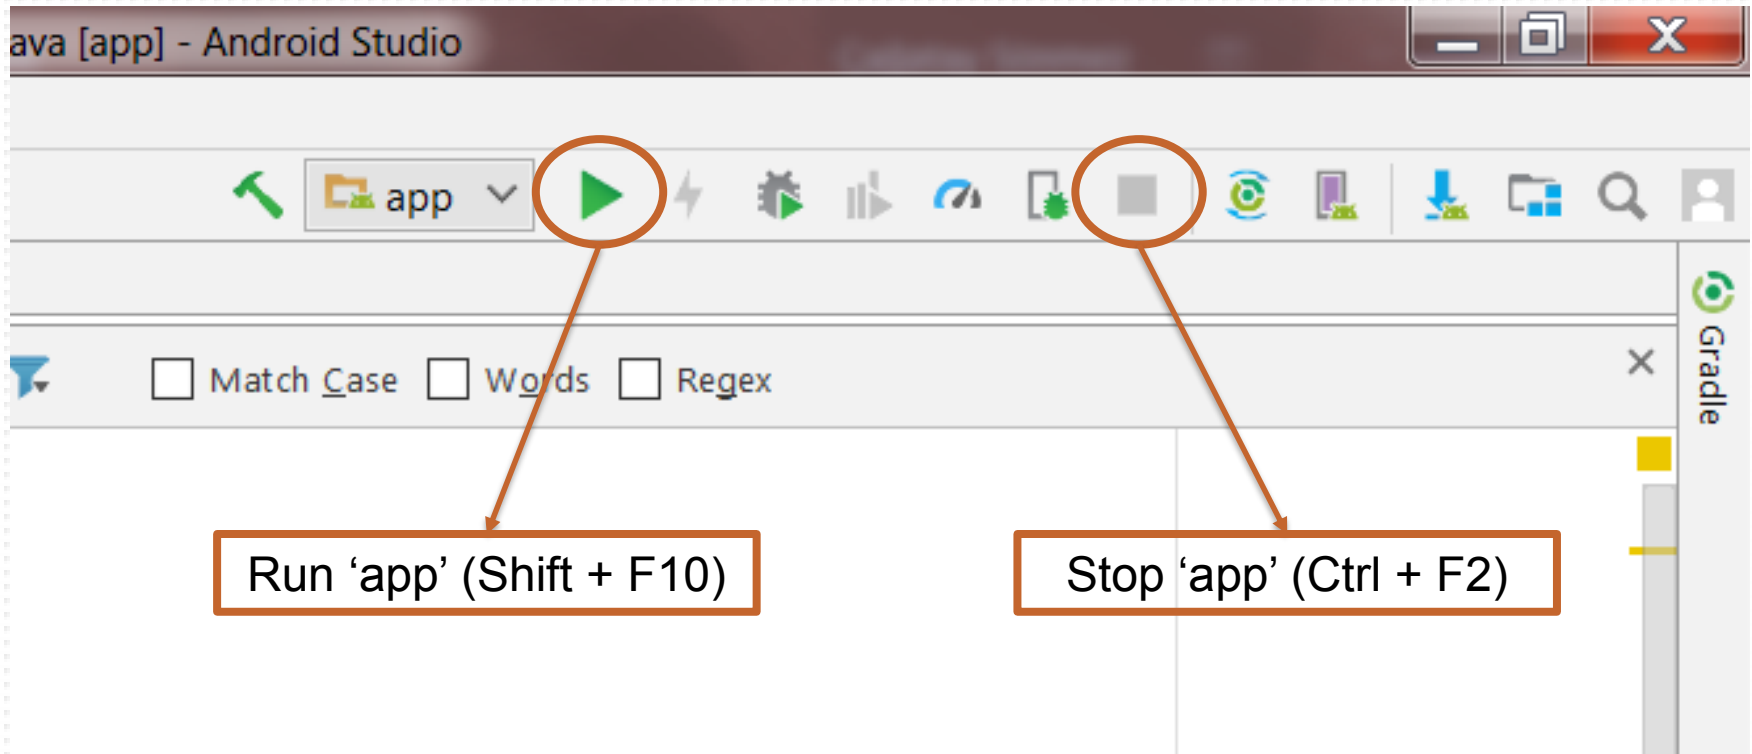 ava [app] - Android Studio
app
Gradle
Match Case Words Regex
Run ‘app’ (Shift + F10)
Stop ‘app’ (Ctrl + F2)